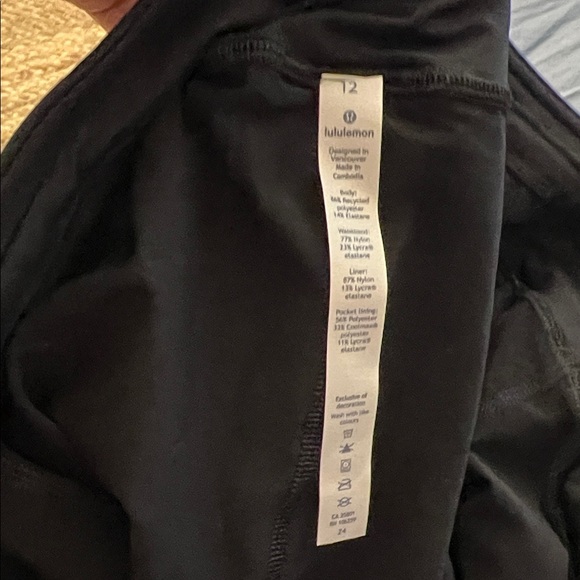 12
lululemon
Designed in
Vancouver
Made in
Cambodia
Body:
86% Recycled
polyester
14% Elastane
Waistband:
77% Nylon
23% Lycra®
elastane
Liner:
87% Nylon
13% Lycra®
elastane
Pocket lining:
56% Polyester
33% Coolmax®
polyester
11% Lycra®
elastane
Exclusive of
decoration
Wash with like
colours
CA
RN
24